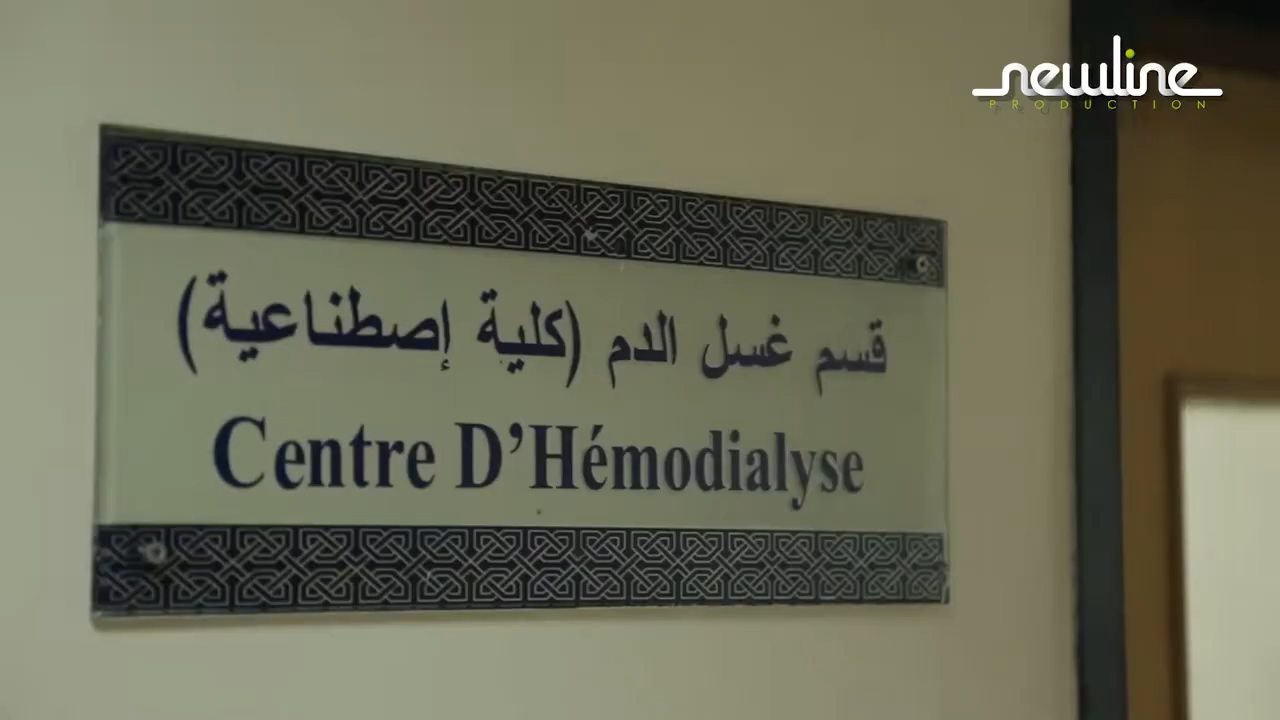 newline
PRODUCTION
قسم غسل الدم (كلية إصطناعية)
Centre D'Hémodialyse